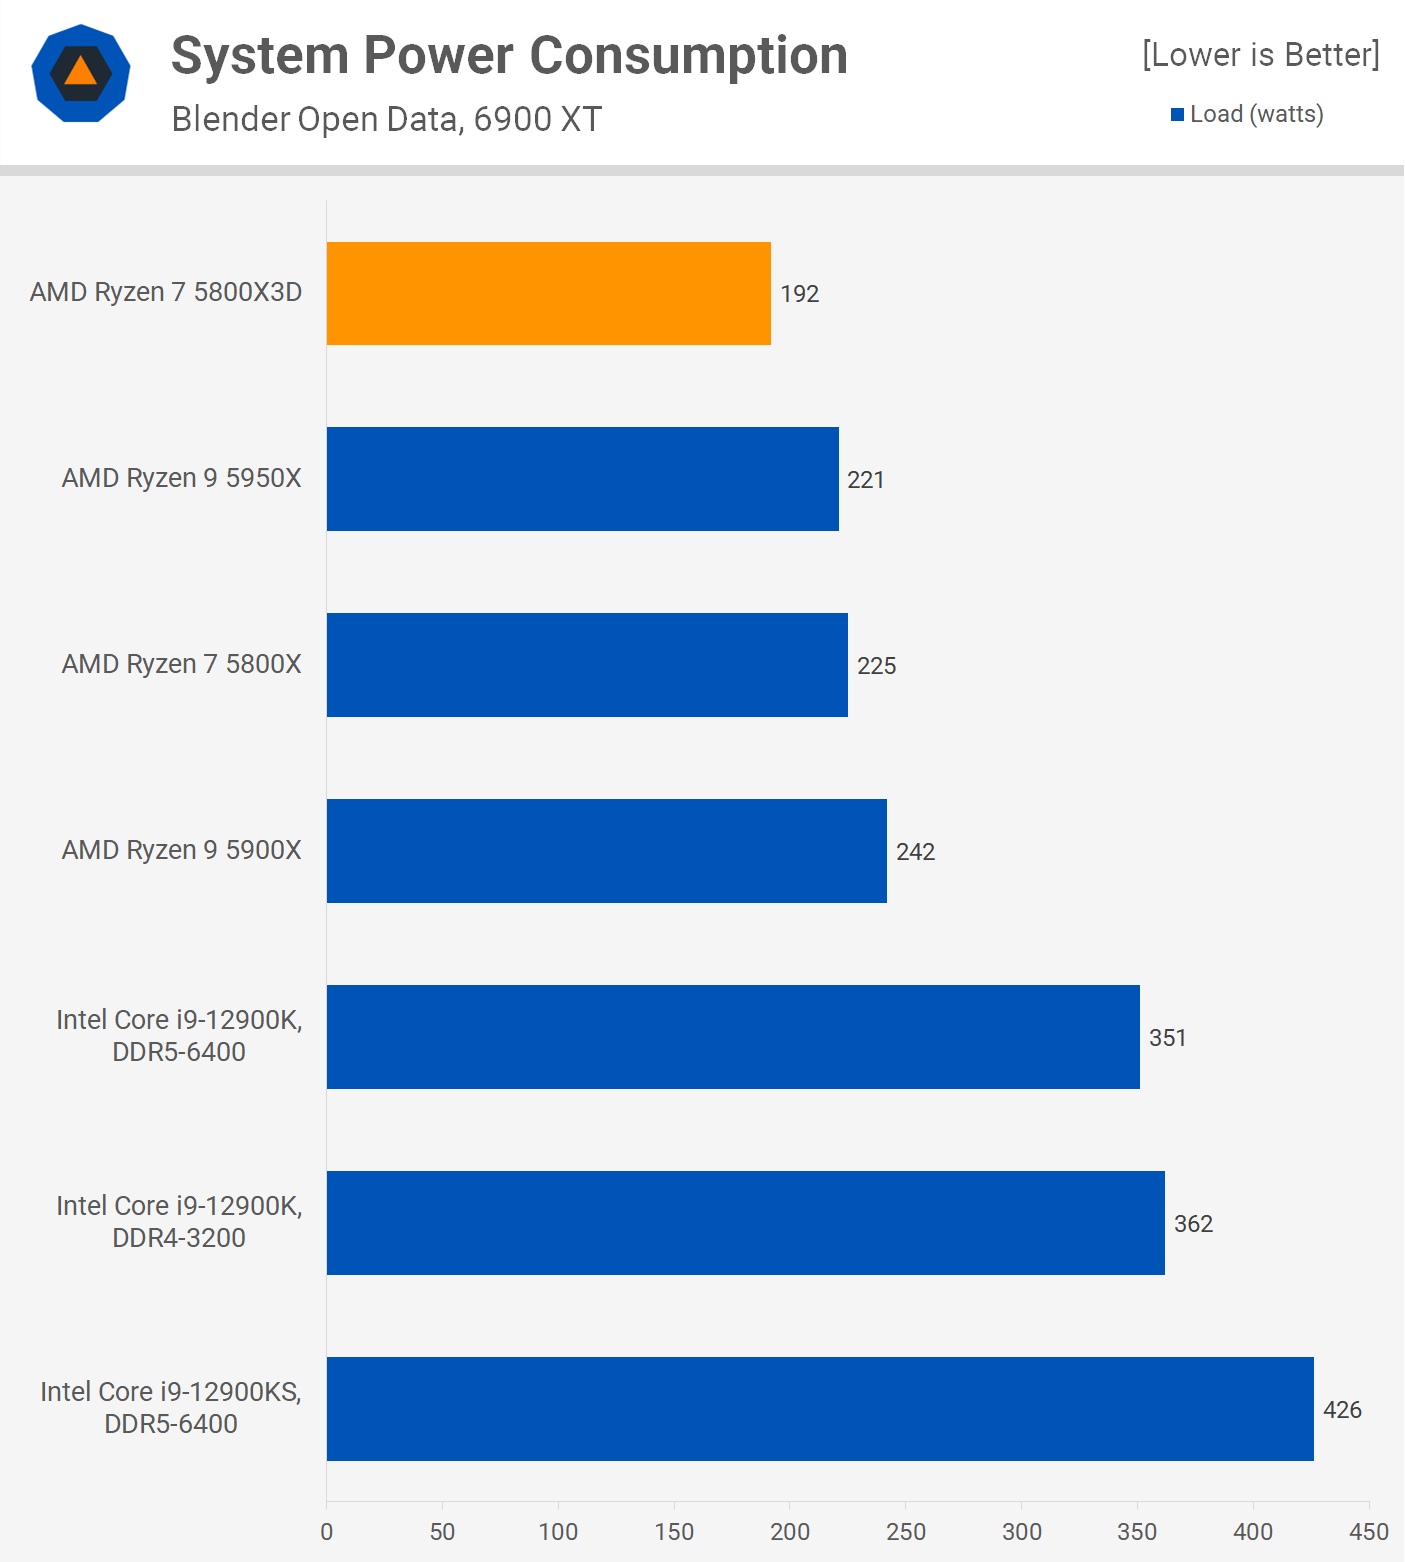 System Power Consumption
[Lower is Better]
Blender Open Data, 6900 XT
Load (watts)
AMD Ryzen 7 5800X3D
192
AMD Ryzen 9 5950X
221
AMD Ryzen 7 5800X
225
AMD Ryzen 9 5900X
242
Intel Core i9-12900K,
DDR5-6400
351
Intel Core i9-12900K,
DDR4-3200
362
Intel Core i9-12900KS,
DDR5-6400
426
0 50 100 150 200 250 300 350 400 450